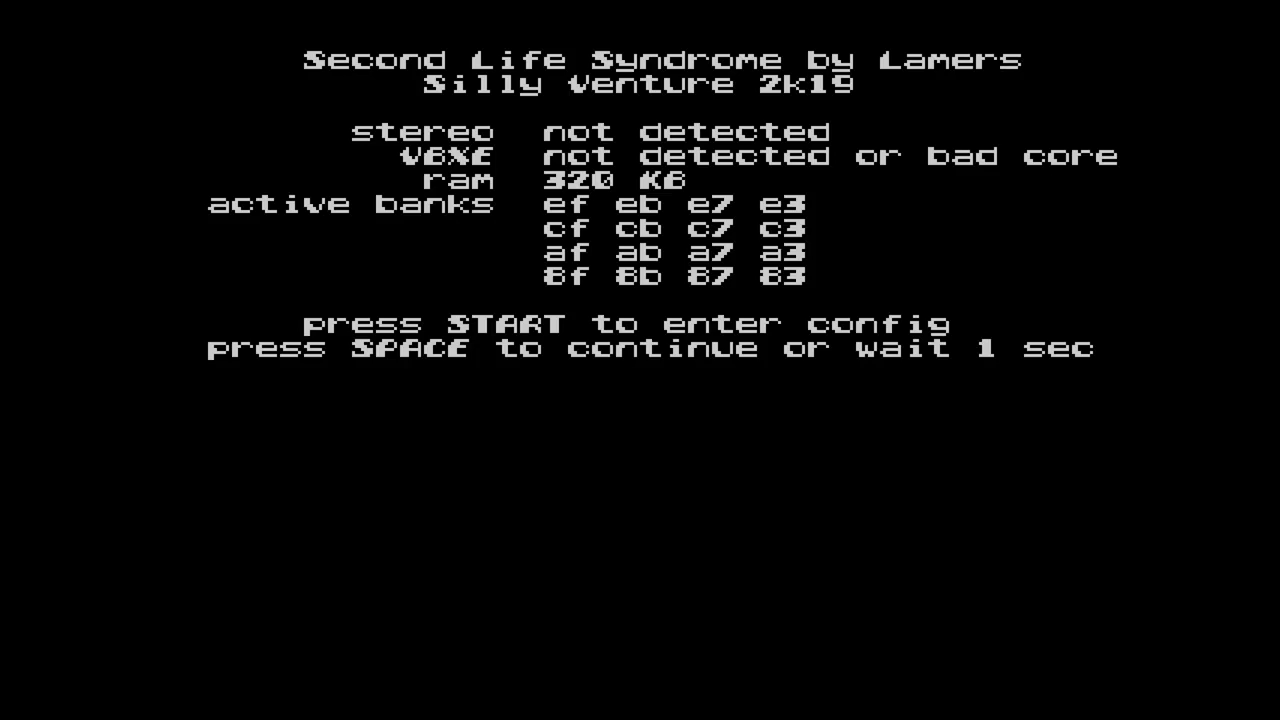 Second Life Syndrome by Lamers
Silly Venture 2k19
stereo not detected
VBXE not detected or bad core
ram 320 KB
active banks ef eb e7 e3
cf cb c7 c3
af ab a7 a3
8f 8b 87 83
press START to enter config
press SPACE to continue or wait 1 sec